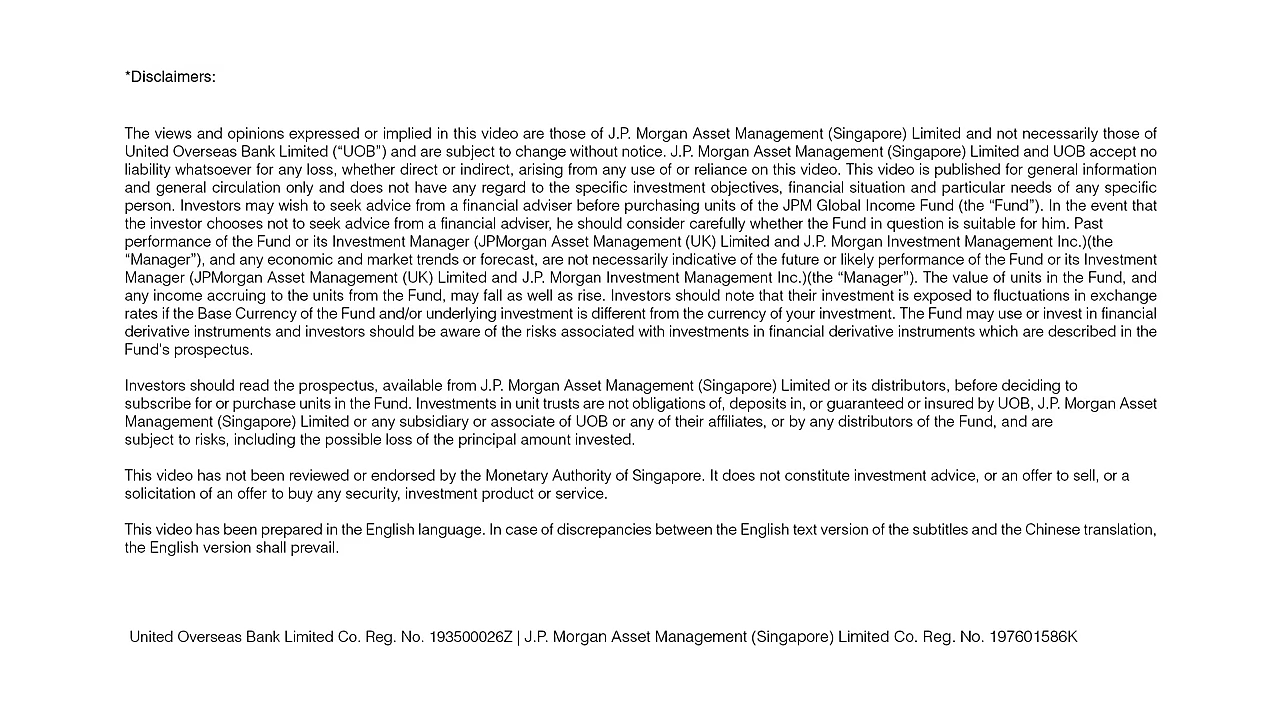 *Disclaimers:
The views and opinions expressed or implied in this video are those of J.P. Morgan Asset Management (Singapore) Limited and not necessarily those of
United Overseas Bank Limited (“UOB”) and are subject to change without notice. J.P. Morgan Asset Management (Singapore) Limited and UOB accept no
liability whatsoever for any loss, whether direct or indirect, arising from any use of or reliance on this video. This video is published for general information
and general circulation only and does not have any regard to the specific investment objectives, financial situation and particular needs of any specific
person. Investors may wish to seek advice from a financial adviser before purchasing units of the JPM Global Income Fund (the “Fund”). In the event that
the investor chooses not to seek advice from a financial adviser, he should consider carefully whether the Fund in question is suitable for him. Past
performance of the Fund or its Investment Manager (JPMorgan Asset Management (UK) Limited and J.P. Morgan Investment Management Inc.)(the
“Manager”), and any economic and market trends or forecast, are not necessarily indicative of the future or likely performance of the Fund or its Investment
Manager (JPMorgan Asset Management (UK) Limited and J.P. Morgan Investment Management Inc.)(the “Manager”). The value of units in the Fund, and
any income accruing to the units from the Fund, may fall as well as rise. Investors should note that their investment is exposed to fluctuations in exchange
rates if the Base Currency of the Fund and/or underlying investment is different from the currency of your investment. The Fund may use or invest in financial
derivative instruments and investors should be aware of the risks associated with investments in financial derivative instruments which are described in the
Fund's prospectus.
Investors should read the prospectus, available from J.P. Morgan Asset Management (Singapore) Limited or its distributors, before deciding to
subscribe for or purchase units in the Fund. Investments in unit trusts are not obligations of, deposits in, or guaranteed or insured by UOB, J.P. Morgan Asset
Management (Singapore) Limited or any subsidiary or associate of UOB or any of their affiliates, or by any distributors of the Fund, and are
subject to risks, including the possible loss of the principal amount invested.
This video has not been reviewed or endorsed by the Monetary Authority of Singapore. It does not constitute investment advice, or an offer to sell, or a
solicitation of an offer to buy any security, investment product or service.
This video has been prepared in the English language. In case of discrepancies between the English text version of the subtitles and the Chinese translation,
the English version shall prevail.
United Overseas Bank Limited Co. Reg. No. 193500026Z | J.P. Morgan Asset Management (Singapore) Limited Co. Reg. No. 197601586K